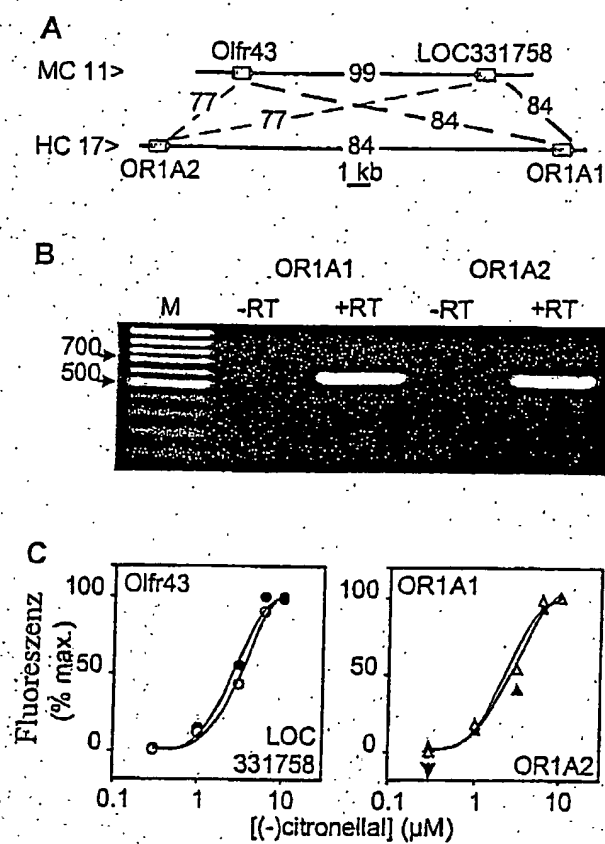 A
Olfr43 LOC331758
MC 11> 99
77 77 84 84
HC 17> 84
OR1A2 1 kb OR1A1
B
OR1A1 OR1A2
M -RT +RT -RT +RT
700
500
C
Fluoreszenz
(% max.)
100
50
0
Olfr43
LOC
331758
0.1 1 10
100
50
0
OR1A1
OR1A2
0.1 1 10
[(-)citronellal] (µM)